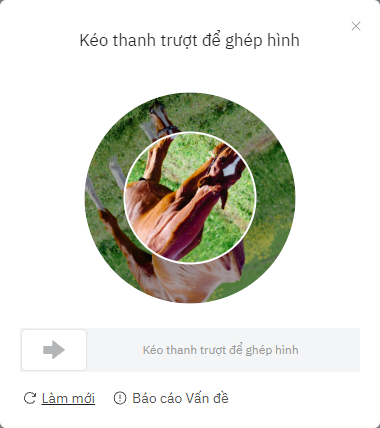 Kéo thanh trượt để ghép hình
Kéo thanh trượt để ghép hình
Làm mới
Báo cáo Vấn đề